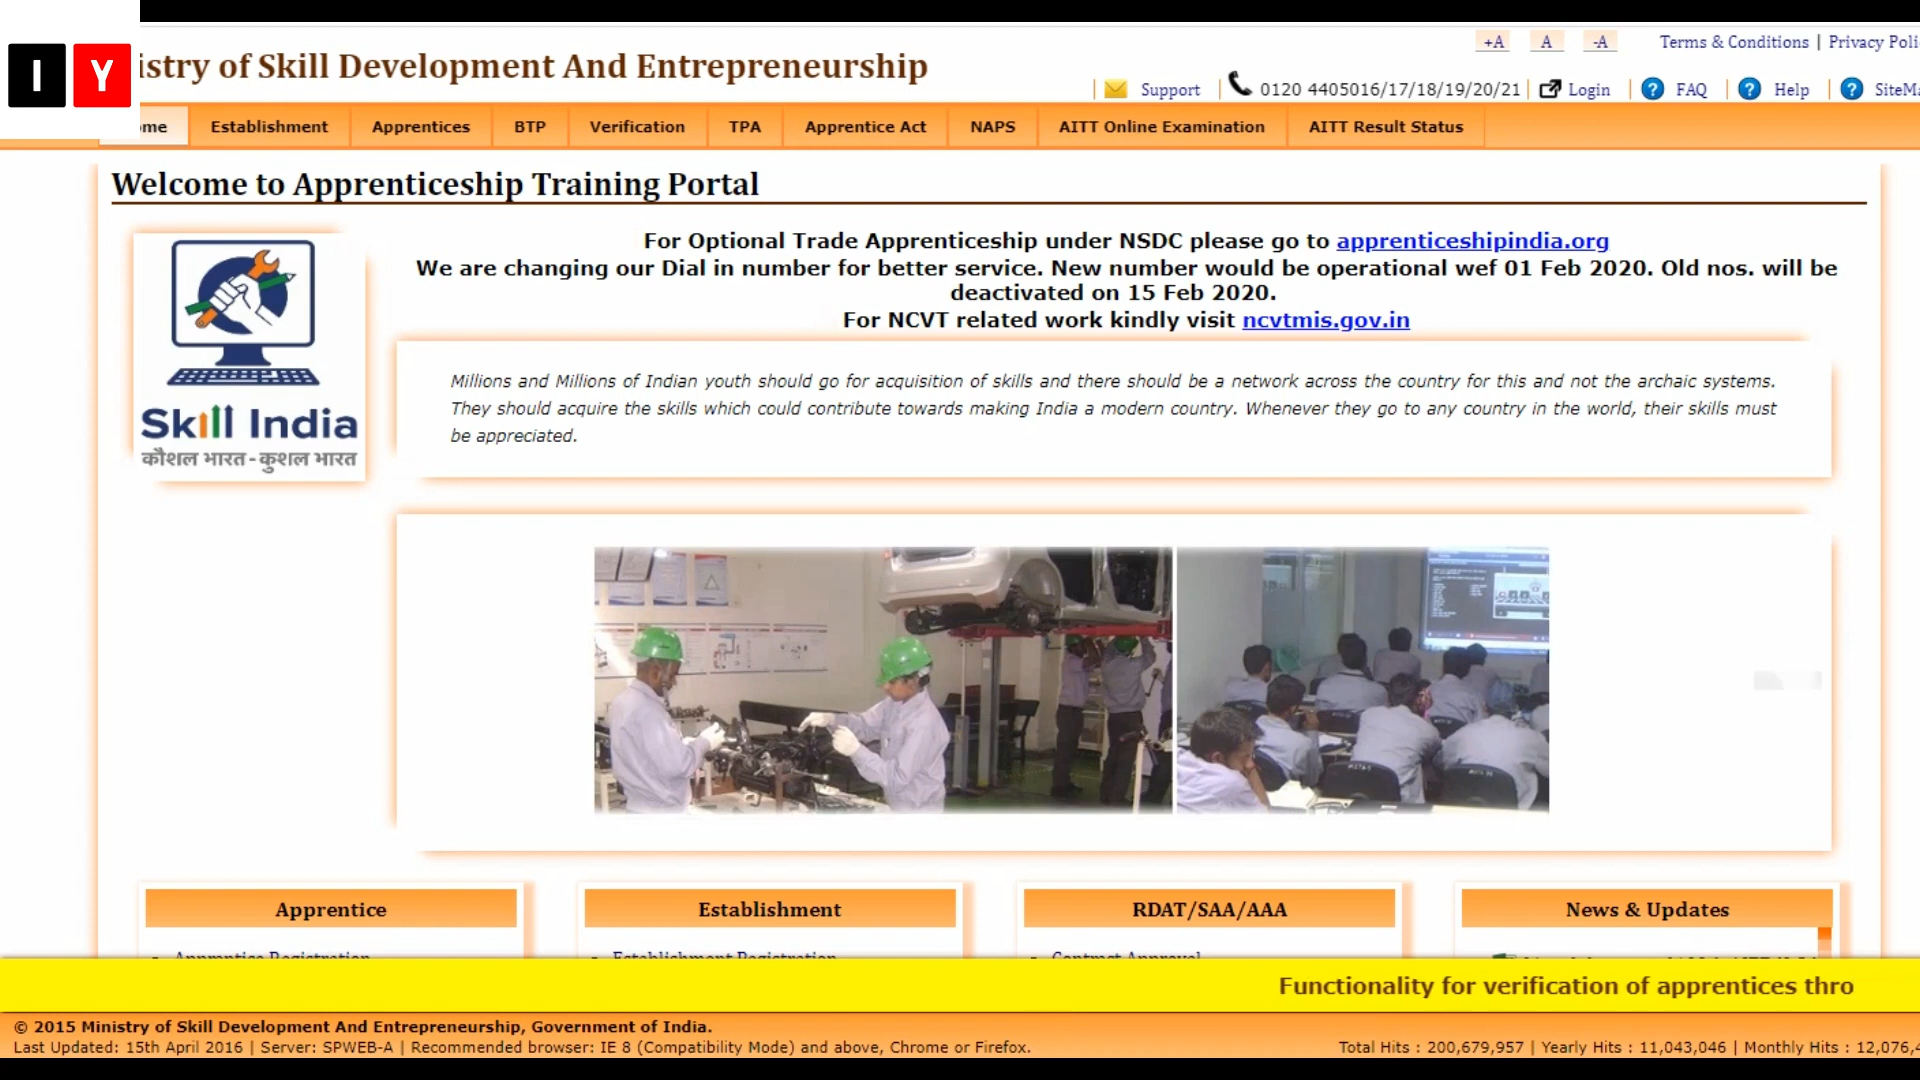 I Y
istry of Skill Development And Entrepreneurship
+A A -A Terms & Conditions | Privacy Poli
Support 0120 4405016/17/18/19/20/21 Login FAQ Help SiteMa
me Establishment Apprentices BTP Verification TPA Apprentice Act NAPS AITT Online Examination AITT Result Status
Welcome to Apprenticeship Training Portal
For Optional Trade Apprenticeship under NSDC please go to apprenticeshipindia.org
We are changing our Dial in number for better service. New number would be operational wef 01 Feb 2020. Old nos. will be
deactivated on 15 Feb 2020.
For NCVT related work kindly visit ncvtmis.gov.in
Skill India
कौशल भारत - कुशल भारत
Millions and Millions of Indian youth should go for acquisition of skills and there should be a network across the country for this and not the archaic systems.
They should acquire the skills which could contribute towards making India a modern country. Whenever they go to any country in the world, their skills must
be appreciated.
Apprentice Establishment RDAT/SAA/AAA News & Updates
Apprentice Registration Establishment Registration Contract Approval
Functionality for verification of apprentices thro
© 2015 Ministry of Skill Development And Entrepreneurship, Government of India.
Last Updated: 15th April 2016 | Server: SPWEB-A | Recommended browser: IE 8 (Compatibility Mode) and above, Chrome or Firefox.
Total Hits : 200,679,957 | Yearly Hits : 11,043,046 | Monthly Hits : 12,076,4